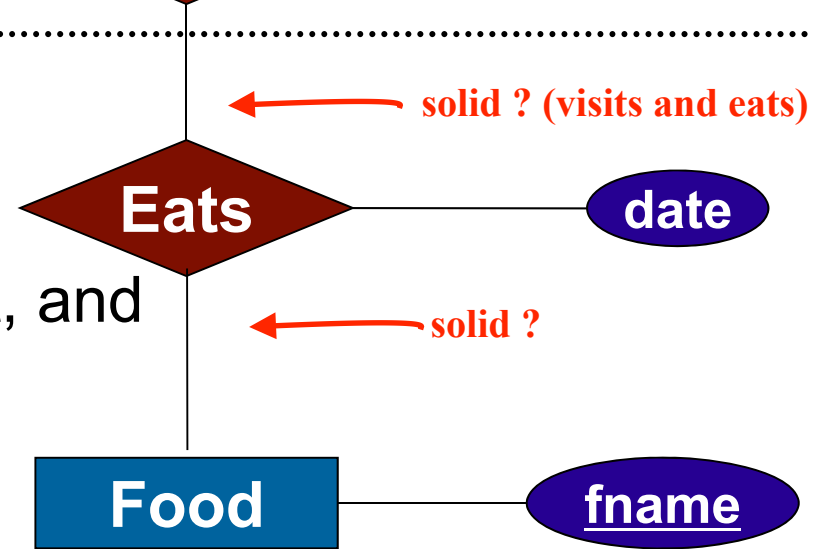 solid ? (visits and eats)
Eats
date
, and
solid ?
Food
fname